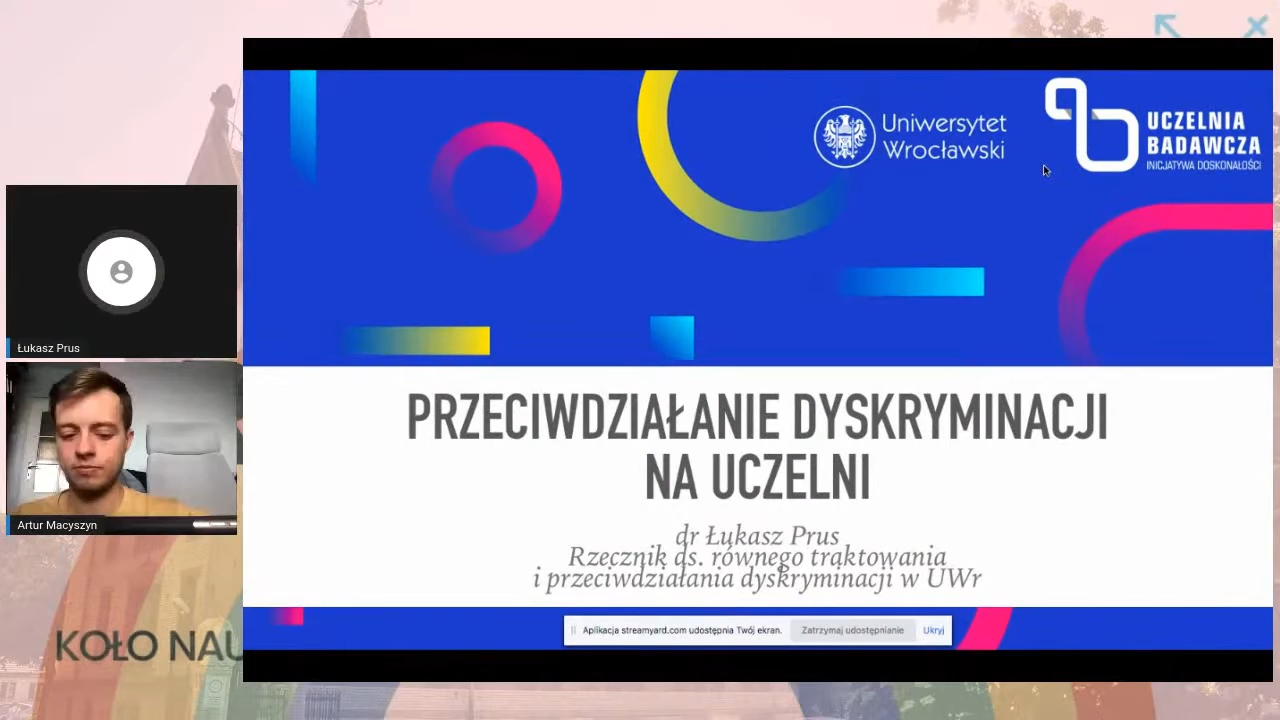 Uniwersytet
Wrocławski
UCZELNIA
BADAWCZA
INICJATYWA DOSKONAŁOŚCI
PRZECIWDZIAŁANIE DYSKRYMINACJI
NA UCZELNI
dr Łukasz Prus
Rzecznik ds. równego traktowania
i przeciwdziałania dyskryminacji w UWr
Aplikacja streamyard.com udostępnia Twój ekran.
Zatrzymaj udostępnianie
Ukryj
Łukasz Prus
Artur Macyszyn
KOŁO NAU